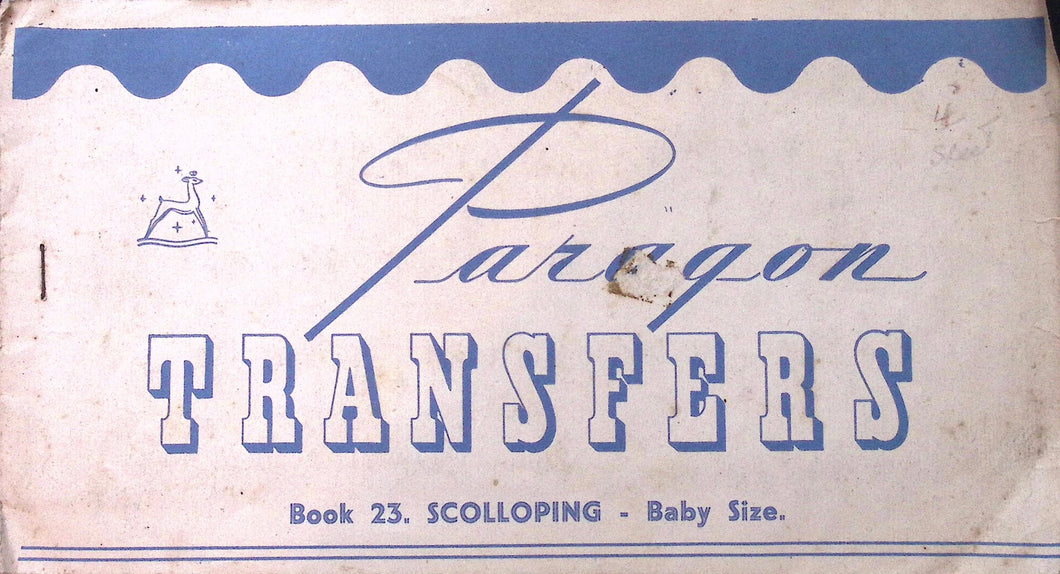 Paragon
TRANSFERS
Book 23. SCOLLOPING - Baby Size.